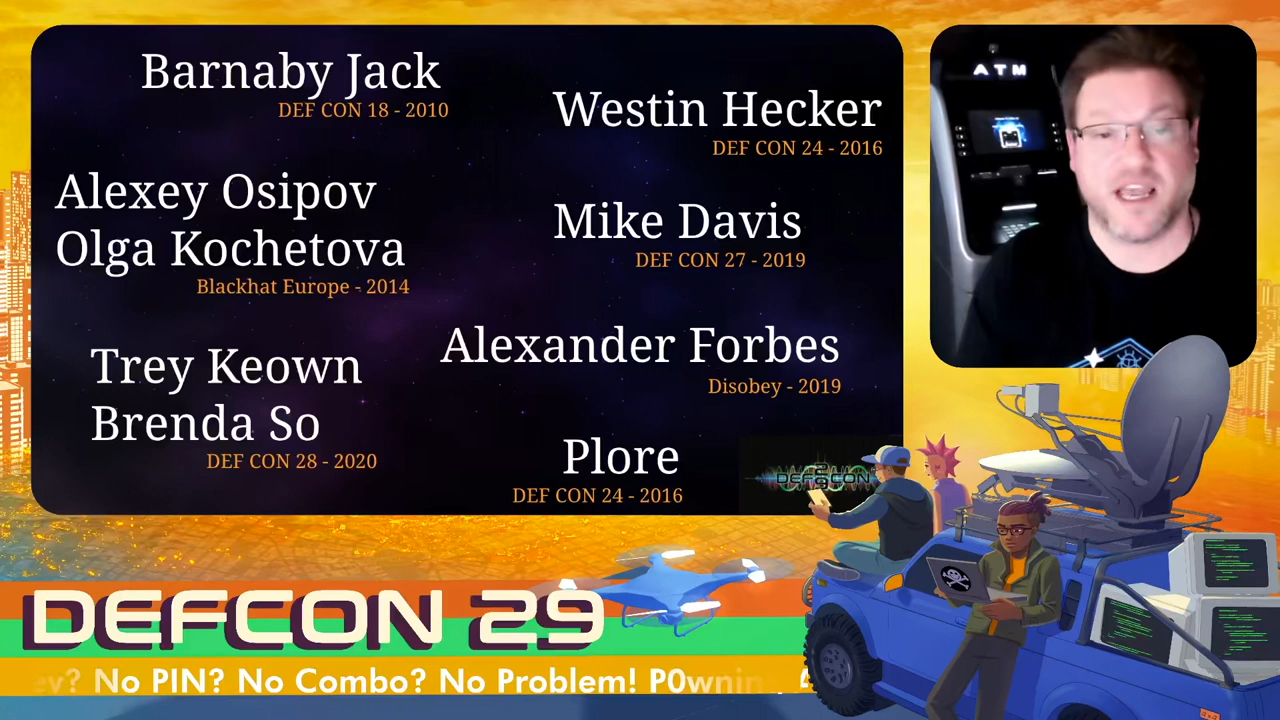 Barnaby Jack
DEF CON 18 - 2010
Westin Hecker
DEF CON 24 - 2016
Alexey Osipov
Olga Kochetova
Blackhat Europe - 2014
Mike Davis
DEF CON 27 - 2019
Trey Keown
Brenda So
DEF CON 28 - 2020
Alexander Forbes
Disobey - 2019
Plore
DEF CON 24 - 2016
ATM
DEFCON
DEFCON 29
ey? No PIN? No Combo? No Problem! P0wnin